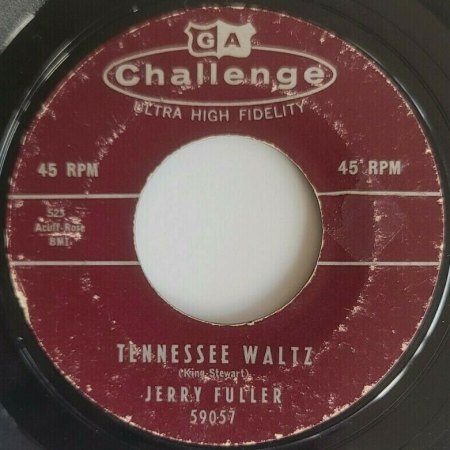 GA
Challenge
ULTRA HIGH FIDELITY
45 RPM
45 RPM
523
Acuff-Rose
BMI
TENNESSEE WALTZ
(King-Stewart)
JERRY FULLER
59057